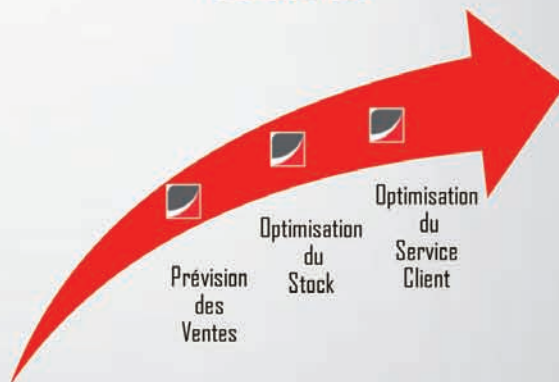 Prévision
des
Ventes
Optimisation
du
Stock
Optimisation
du
Service
Client